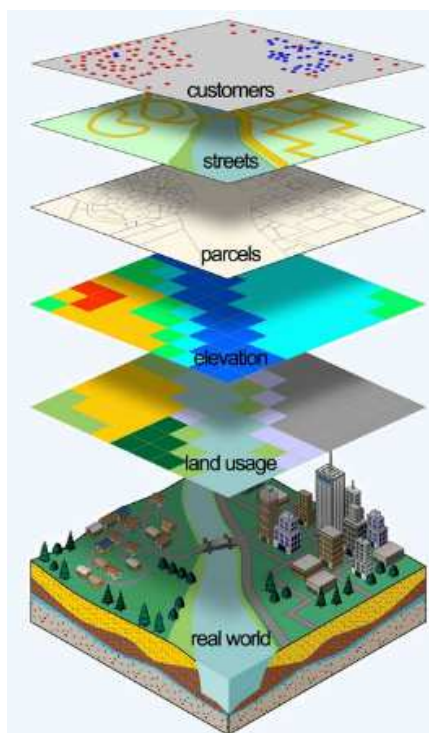 customers
streets
parcels
elevation
land usage
real world